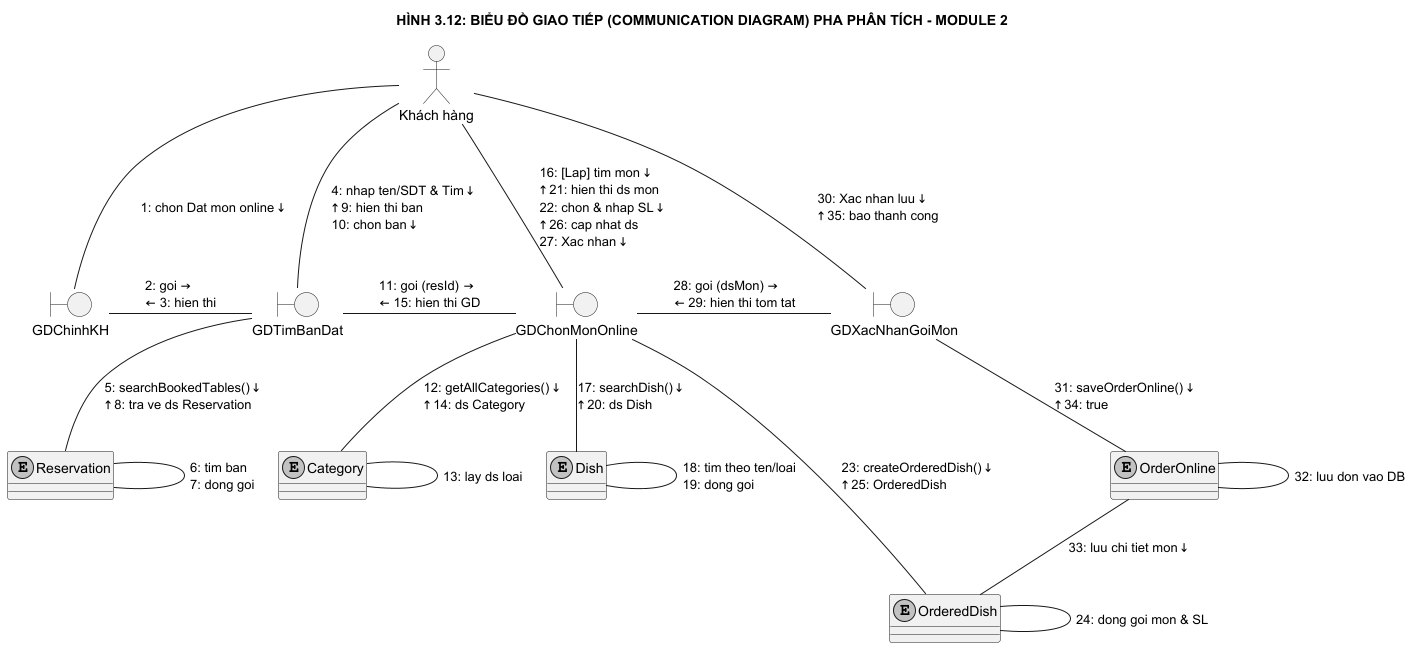 HÌNH 3.12: BIỂU ĐỒ GIAO TIẾP (COMMUNICATION DIAGRAM) PHA PHÂN TÍCH - MODULE 2
Khách hàng
1: chon Dat mon online ↓
4: nhap ten/SDT & Tim ↓
↑ 9: hien thi ban
10: chon ban ↓
16: [Lap] tim mon ↓
↑ 21: hien thi ds mon
22: chon & nhap SL ↓
↑ 26: cap nhat ds
27: Xac nhan ↓
30: Xac nhan luu ↓
↑ 35: bao thanh cong
2: goi →
← 3: hien thi
11: goi (resId) →
← 15: hien thi GD
28: goi (dsMon) →
← 29: hien thi tom tat
GDChinhKH
GDTimBanDat
GDChonMonOnline
GDXacNhanGoiMon
5: searchBookedTables() ↓
↑ 8: tra ve ds Reservation
12: getAllCategories() ↓
↑ 14: ds Category
17: searchDish() ↓
↑ 20: ds Dish
31: saveOrderOnline() ↓
↑ 34: true
E Reservation
6: tim ban
7: dong goi
E Category
13: lay ds loai
E Dish
18: tim theo ten/loai
19: dong goi
23: createOrderedDish() ↓
↑ 25: OrderedDish
E OrderOnline
32: luu don vao DB
33: luu chi tiet mon ↓
E OrderedDish
24: dong goi mon & SL